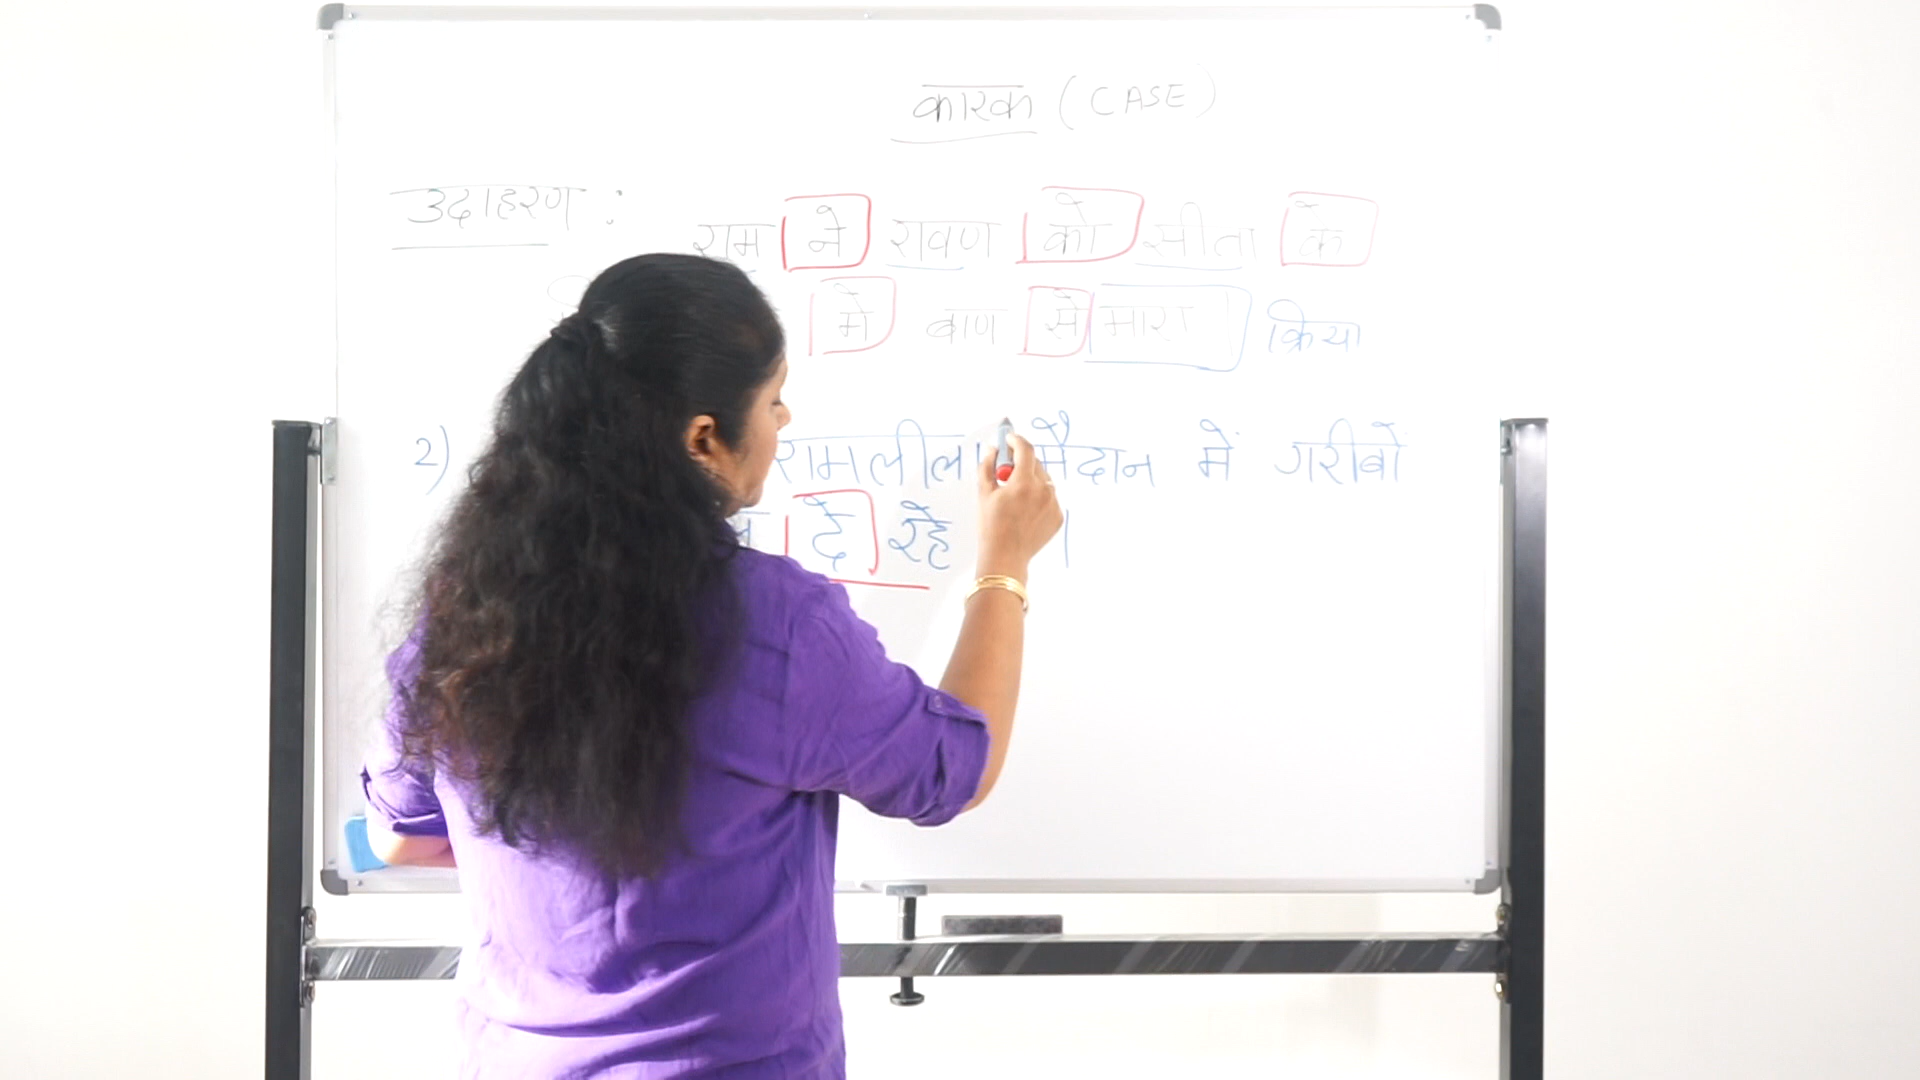 कारक (CASE)
उदाहरण :
राम ने रावण को सीता के
में बाण से मारा क्रिया
2) रामलीला मैदान में गरीबों
दे रहे ।